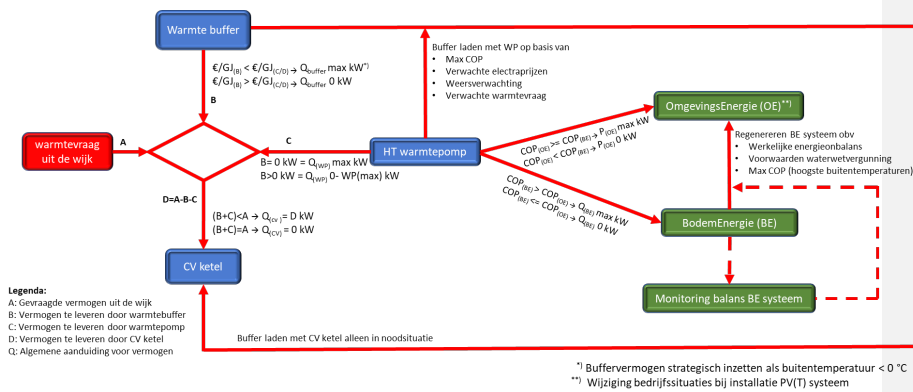 Warmte buffer
€/GJ(B) < €/GJ(C/D) → Qbuffer max kW*)
€/GJ(B) > €/GJ(C/D) → Qbuffer 0 kW
B
Buffer laden met WP op basis van
• Max COP
• Verwachte electraprijzen
• Weersverwachting
• Verwachte warmtevraag
OmgevingsEnergie (OE)**)
warmtevraag
uit de wijk
A
C
HT warmtepomp
B= 0 kW = Q(WP) max kW
B>0 kW = Q(WP) 0- WP(max) kW
COP(OE) >= COP(BE) → P(OE) max kW
COP(OE) < COP(BE) → P(OE) 0 kW
Regenereren BE systeem obv
• Werkelijke energieonbalans
• Voorwaarden waterwetvergunning
• Max COP (hoogste buitentemperaturen)
COP(BE) > COP(OE) → Q(BE) max kW
COP(BE) <= COP(OE) → Q(BE) 0 kW
D=A-B-C
(B+C)<A → Q(cv) = D kW
(B+C)=A → Q(CV) = 0 kW
BodemEnergie (BE)
CV ketel
Monitoring balans BE systeem
Legenda:
A: Gevraagde vermogen uit de wijk
B: Vermogen te leveren door warmtebuffer
C: Vermogen te leveren door warmtepomp
D: Vermogen te leveren door CV ketel
Q: Algemene aanduiding voor vermogen
Buffer laden met CV ketel alleen in noodsituatie
*) Buffervermogen strategisch inzetten als buitentemperatuur < 0 °C
**) Wijziging bedrijfssituaties bij installatie PV(T) systeem